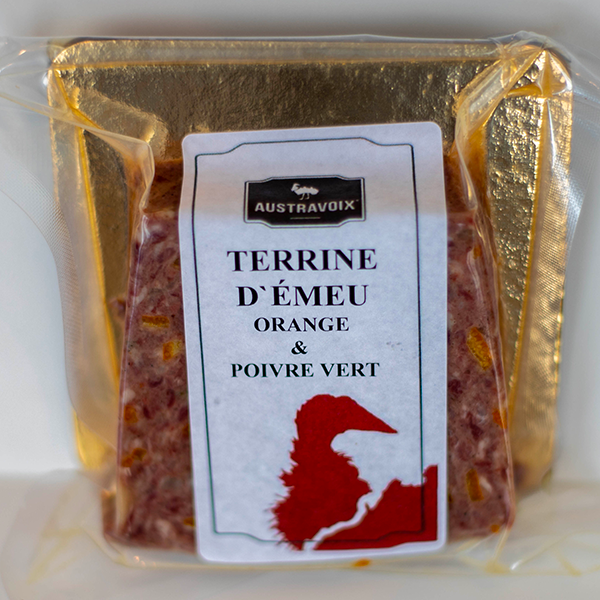 AUSTRAVOIX
TERRINE
D`ÉMEU
ORANGE
&
POIVRE VERT